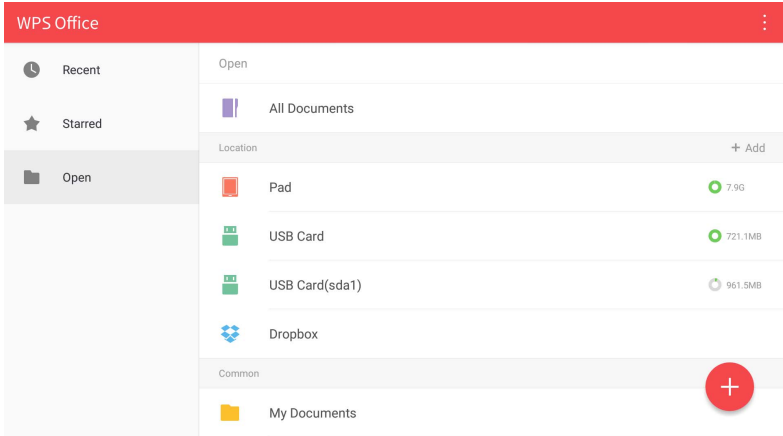 WPS Office
Recent
Starred
Open
Open
All Documents
Location
+ Add
Pad
7.9G
USB Card
721.1MB
USB Card(sda1)
961.5MB
Dropbox
Common
My Documents